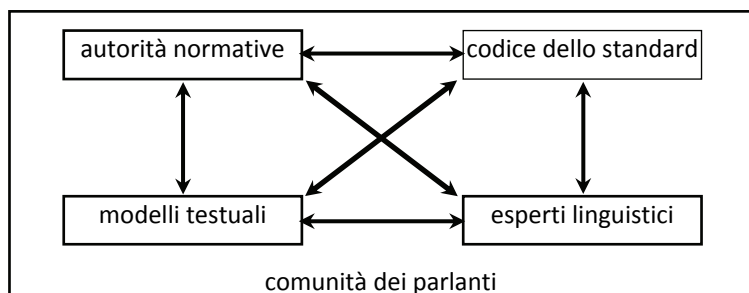 autorità normative
codice dello standard
modelli testuali
esperti linguistici
comunità dei parlanti